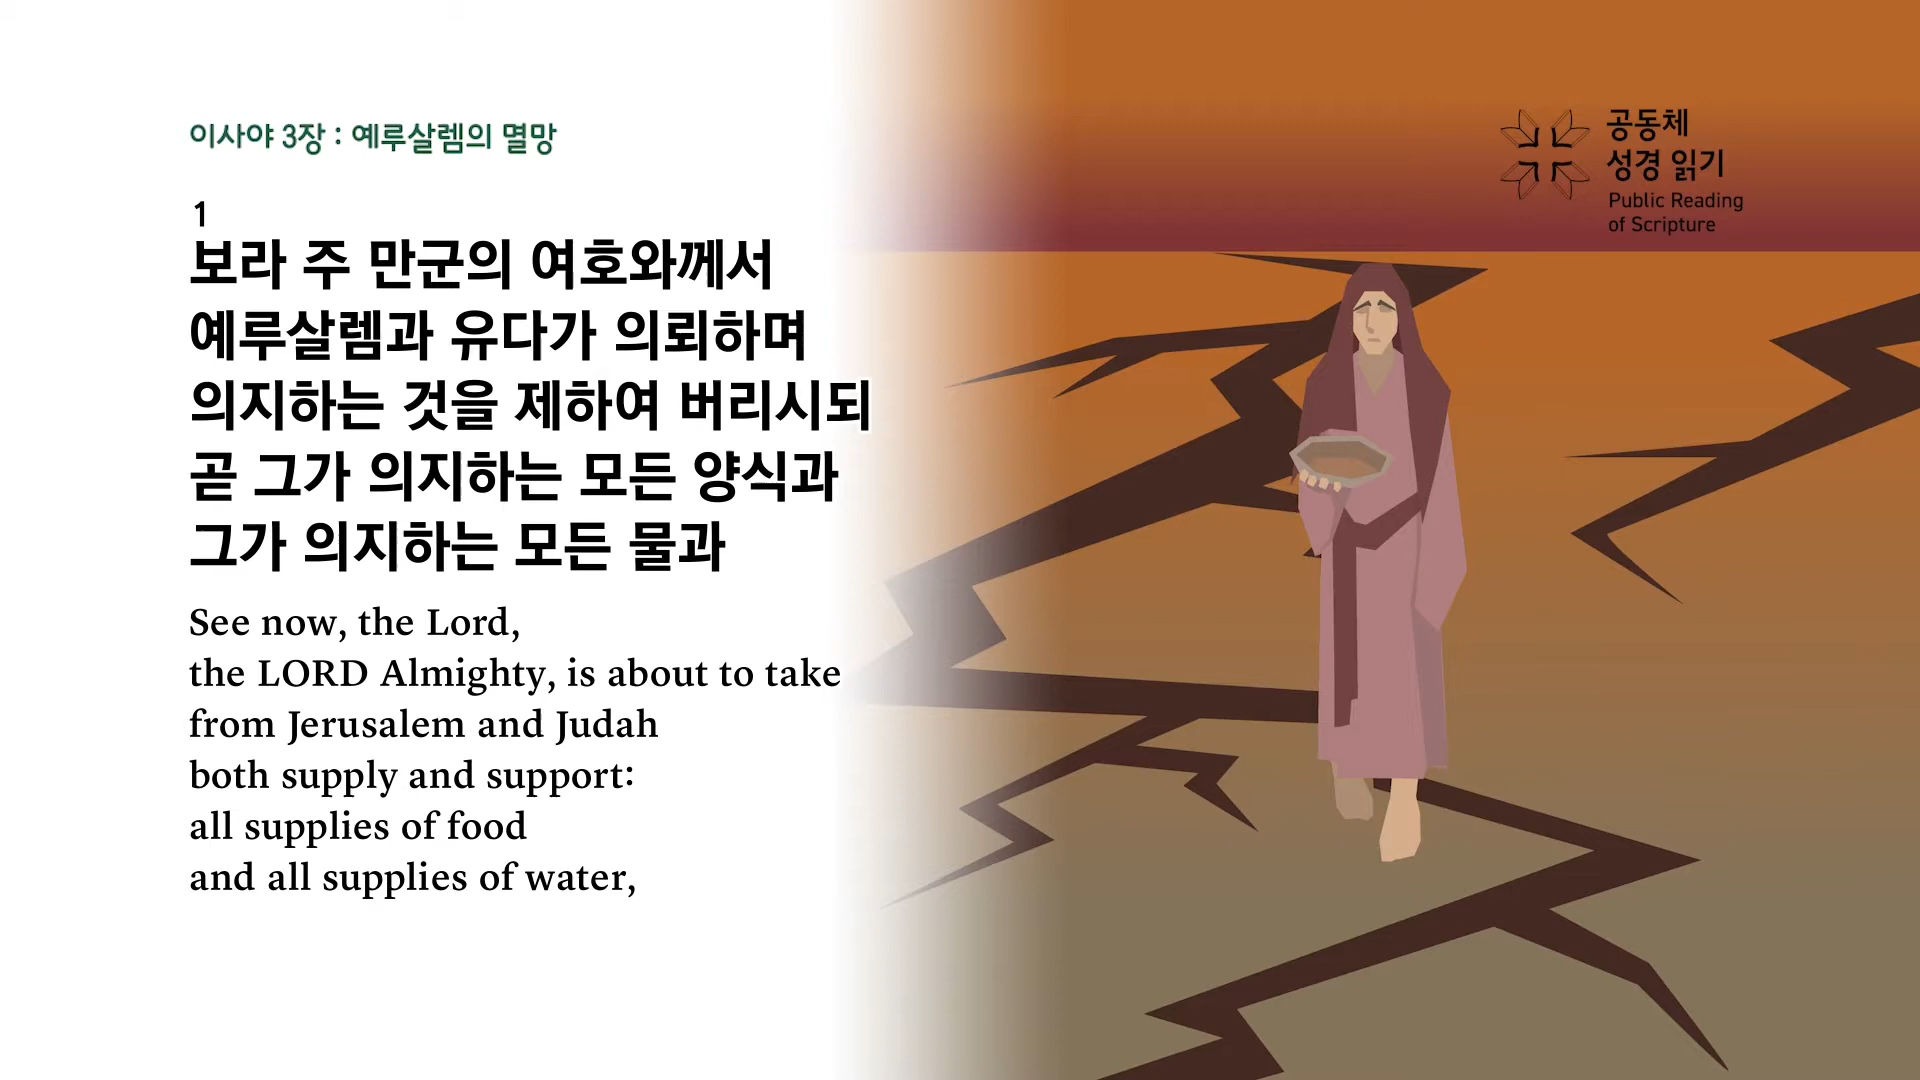 이사야 3장 : 예루살렘의 멸망
1
보라 주 만군의 여호와께서
예루살렘과 유다가 의뢰하며
의지하는 것을 제하여 버리시되
곧 그가 의지하는 모든 양식과
그가 의지하는 모든 물과
See now, the Lord,
the LORD Almighty, is about to take
from Jerusalem and Judah
both supply and support:
all supplies of food
and all supplies of water,
공동체
성경 읽기
Public Reading
of Scripture